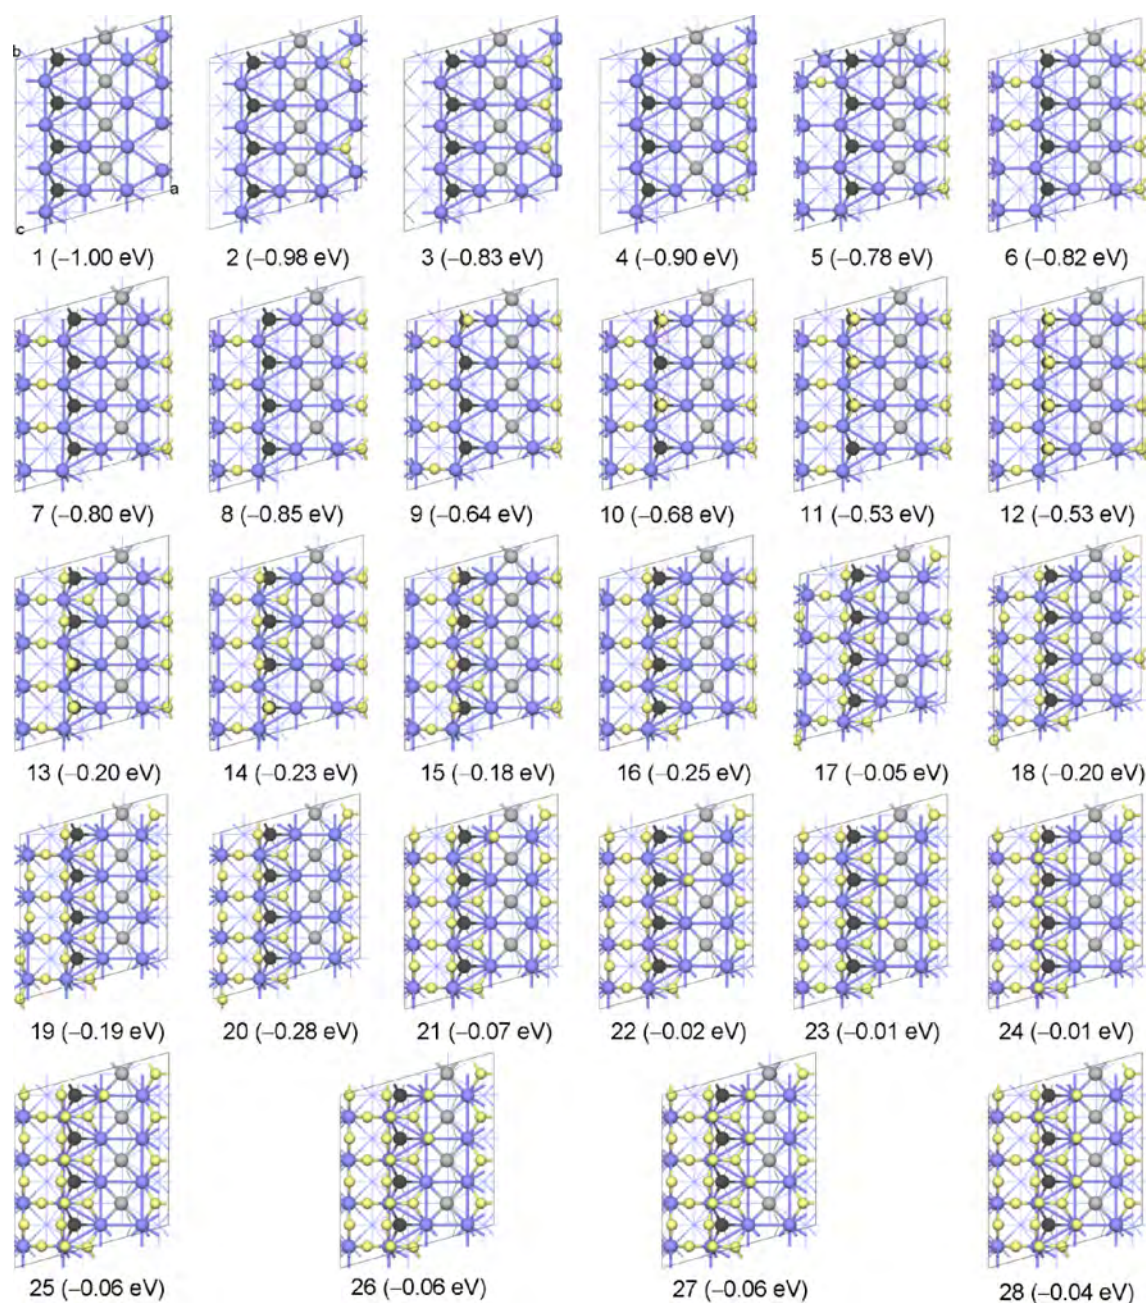 b
a
c
1 (−1.00 eV) 2 (−0.98 eV) 3 (−0.83 eV) 4 (−0.90 eV) 5 (−0.78 eV) 6 (−0.82 eV)
7 (−0.80 eV) 8 (−0.85 eV) 9 (−0.64 eV) 10 (−0.68 eV) 11 (−0.53 eV) 12 (−0.53 eV)
13 (−0.20 eV) 14 (−0.23 eV) 15 (−0.18 eV) 16 (−0.25 eV) 17 (−0.05 eV) 18 (−0.20 eV)
19 (−0.19 eV) 20 (−0.28 eV) 21 (−0.07 eV) 22 (−0.02 eV) 23 (−0.01 eV) 24 (−0.01 eV)
25 (−0.06 eV) 26 (−0.06 eV) 27 (−0.06 eV) 28 (−0.04 eV)